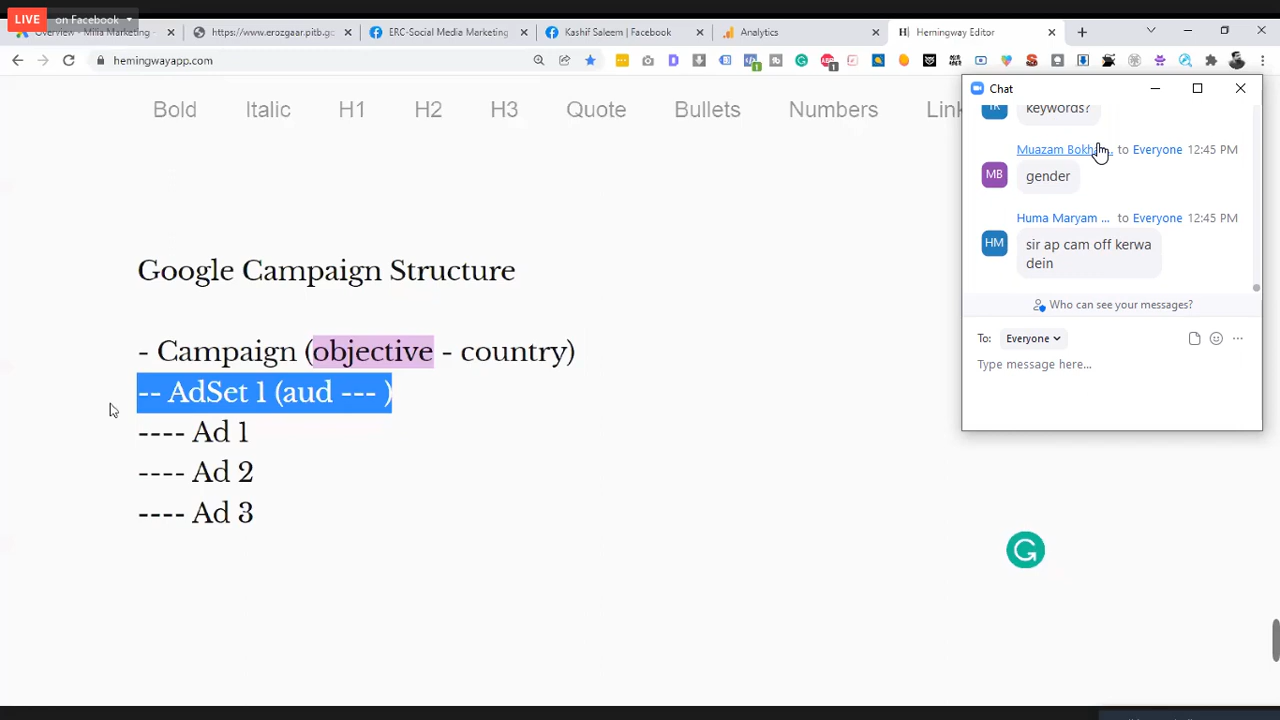 LIVE on Facebook
Overview - Milla Marketing -
https://www.erozgaar.pitb.gc
ERC-Social Media Marketing
Kashif Saleem | Facebook
Analytics
Hemingway Editor
hemingwayapp.com
Bold Italic H1 H2 H3 Quote Bullets Numbers Link
Chat
keywords?
Muazam Bokh... to Everyone 12:45 PM
MB gender
Huma Maryam ... to Everyone 12:45 PM
HM sir ap cam off kerwa
dein
Who can see your messages?
To: Everyone
Type message here...
Google Campaign Structure
- Campaign (objective - country)
-- AdSet 1 (aud --- )
---- Ad 1
---- Ad 2
---- Ad 3